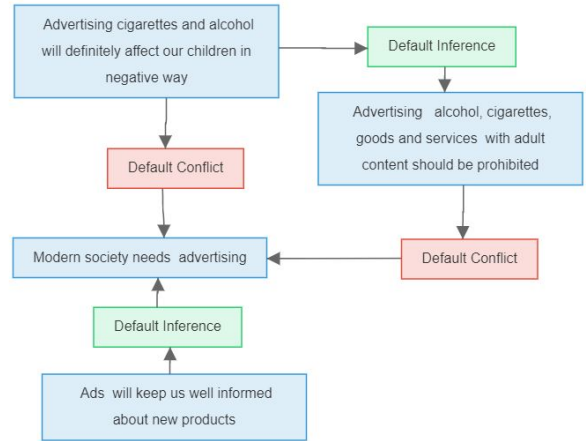 Advertising cigarettes and alcohol
will definitely affect our children in
negative way
Default Inference
Advertising alcohol, cigarettes,
goods and services with adult
content should be prohibited
Default Conflict
Default Conflict
Modern society needs advertising
Default Inference
Ads will keep us well informed
about new products